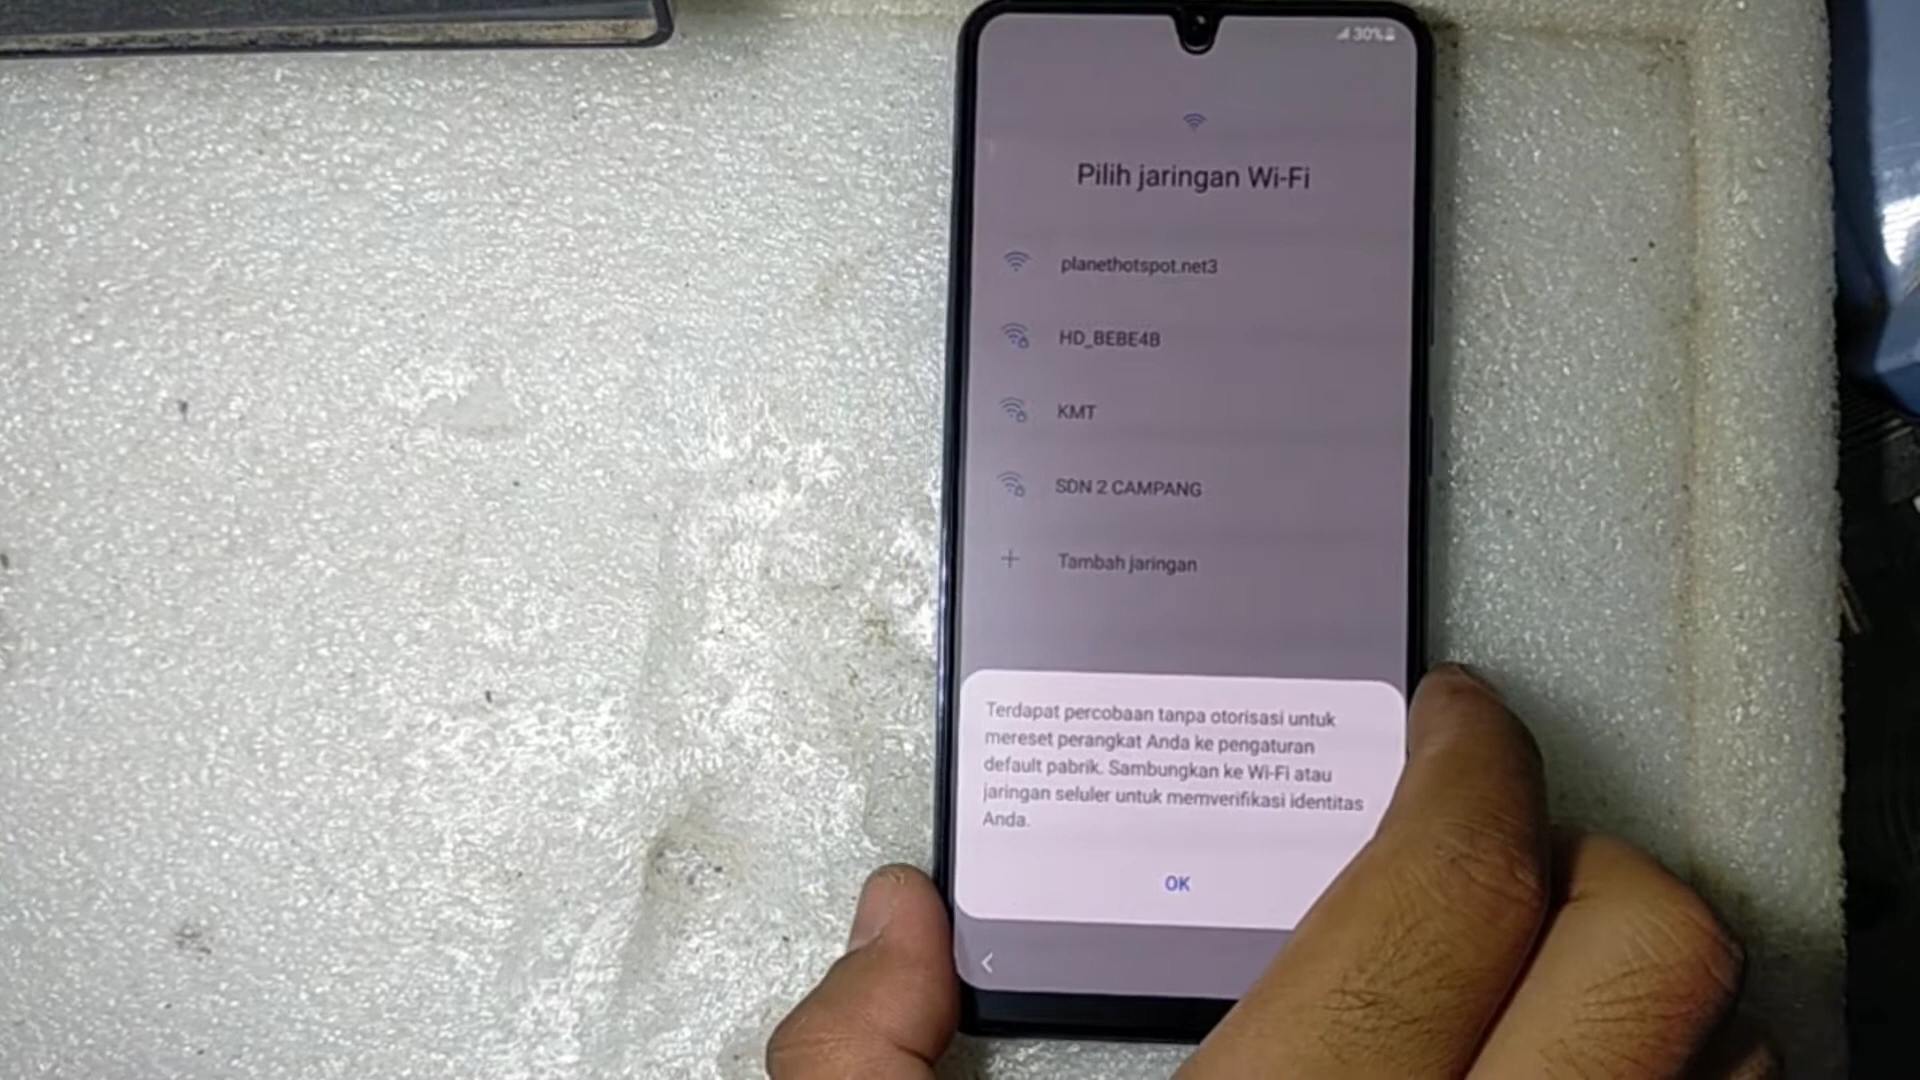 30%
Pilih jaringan Wi-Fi
planethotspot.net3
HD_BEBE4B
KMT
SDN 2 CAMPANG
Tambah jaringan
Terdapat percobaan tanpa otorisasi untuk
mereset perangkat Anda ke pengaturan
default pabrik. Sambungkan ke Wi-Fi atau
jaringan seluler untuk memverifikasi identitas
Anda.
OK